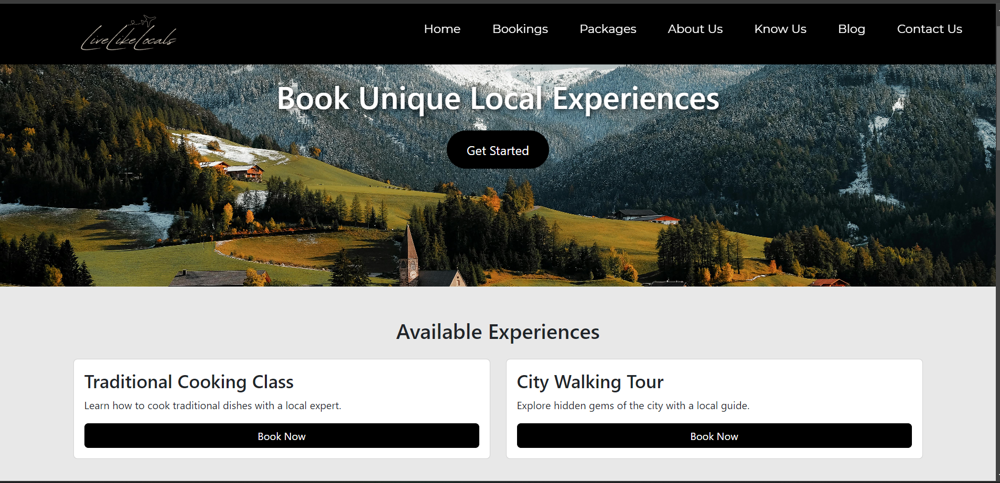 LiveLikeLocals
Home Bookings Packages About Us Know Us Blog Contact Us
Book Unique Local Experiences
Get Started
Available Experiences
Traditional Cooking Class
Learn how to cook traditional dishes with a local expert.
Book Now
City Walking Tour
Explore hidden gems of the city with a local guide.
Book Now